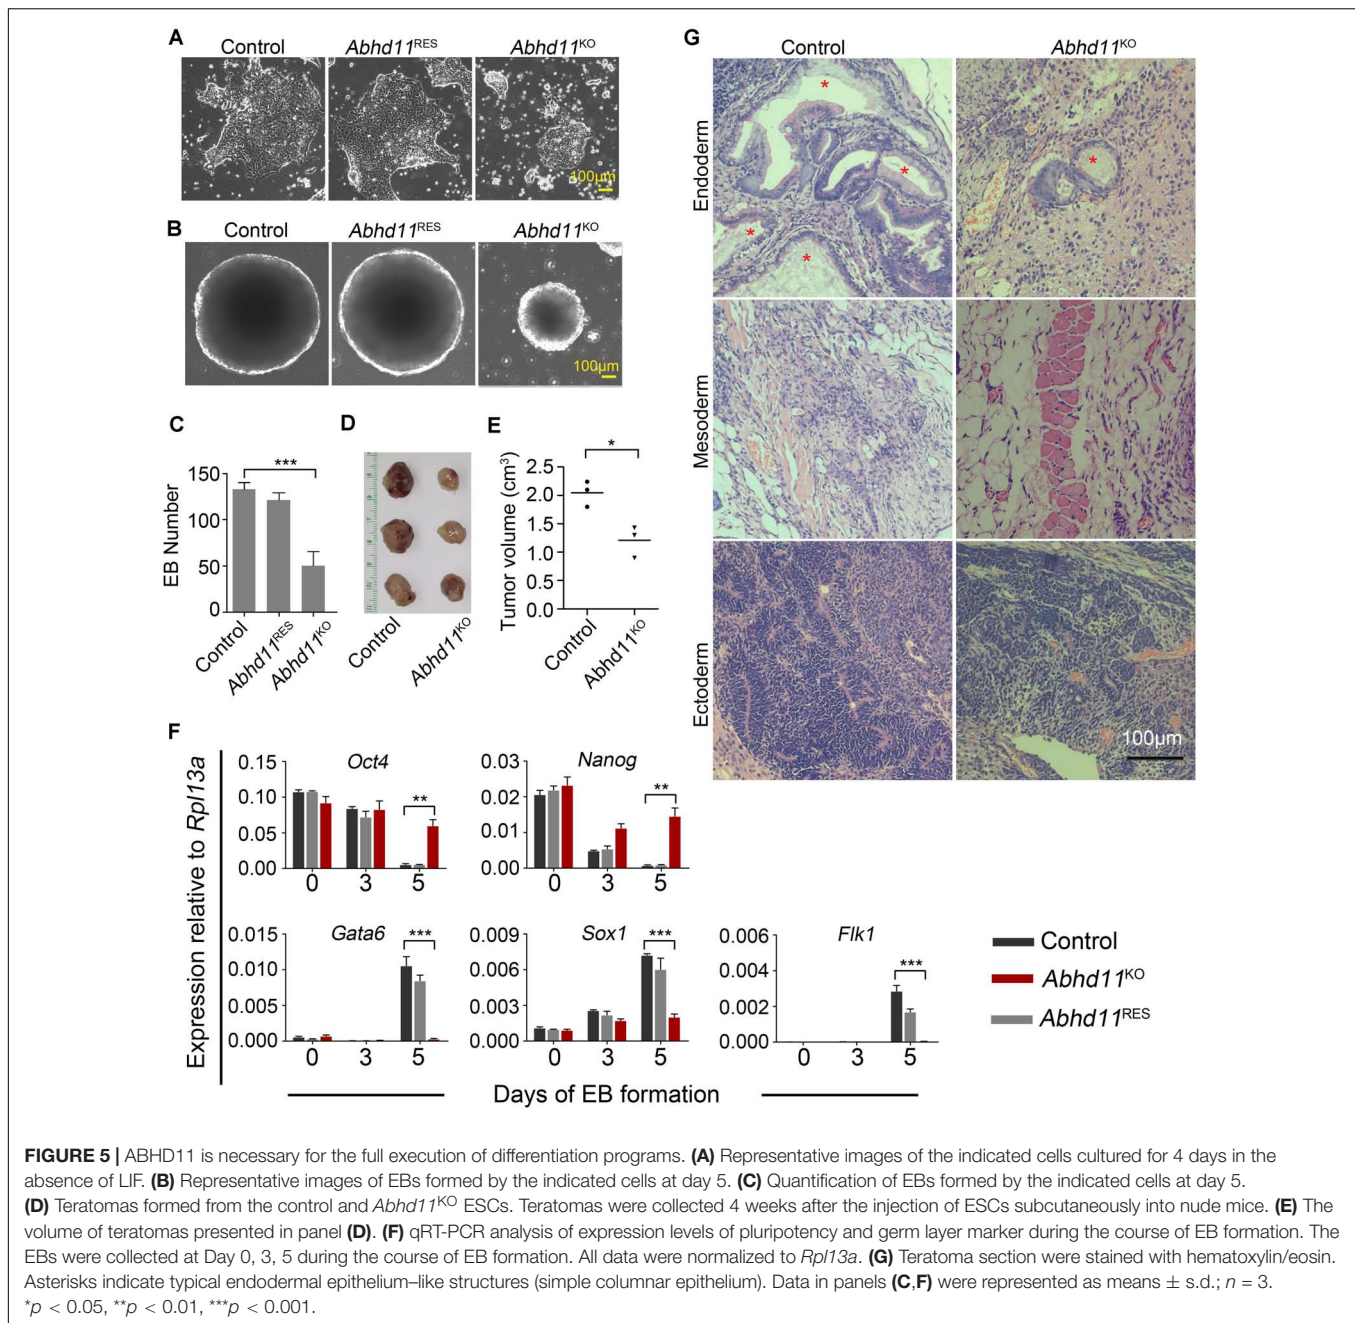 A
Control
Abhd11RES
Abhd11KO
100µm
B
Control
Abhd11RES
Abhd11KO
100µm
C
***
EB Number
150
100
50
0
Control
Abhd11RES
Abhd11KO
D
Control
Abhd11KO
E
*
Tumor volume (cm3)
2.5
2.0
1.5
1.0
0.5
0.0
Control
Abhd11KO
F
Expression relative to Rpl13a
Oct4
0.15
0.10
0.05
0.00
**
0 3 5
Nanog
0.03
0.02
0.01
0.00
**
0 3 5
Gata6
0.015
0.010
0.005
0.000
***
0 3 5
Sox1
0.009
0.006
0.003
0.000
***
0 3 5
Flk1
0.006
0.004
0.002
0.000
***
0 3 5
Days of EB formation
Control
Abhd11KO
Abhd11RES
G
Control
Abhd11KO
Endoderm
* * * *
*
Mesoderm
Ectoderm
100µm
FIGURE 5 | ABHD11 is necessary for the full execution of differentiation programs. (A) Representative images of the indicated cells cultured for 4 days in the
absence of LIF. (B) Representative images of EBs formed by the indicated cells at day 5. (C) Quantification of EBs formed by the indicated cells at day 5.
(D) Teratomas formed from the control and Abhd11KO ESCs. Teratomas were collected 4 weeks after the injection of ESCs subcutaneously into nude mice. (E) The
volume of teratomas presented in panel (D). (F) qRT-PCR analysis of expression levels of pluripotency and germ layer marker during the course of EB formation. The
EBs were collected at Day 0, 3, 5 during the course of EB formation. All data were normalized to Rpl13a. (G) Teratoma section were stained with hematoxylin/eosin.
Asterisks indicate typical endodermal epithelium–like structures (simple columnar epithelium). Data in panels (C,F) were represented as means ± s.d.; n = 3.
*p < 0.05, **p < 0.01, ***p < 0.001.